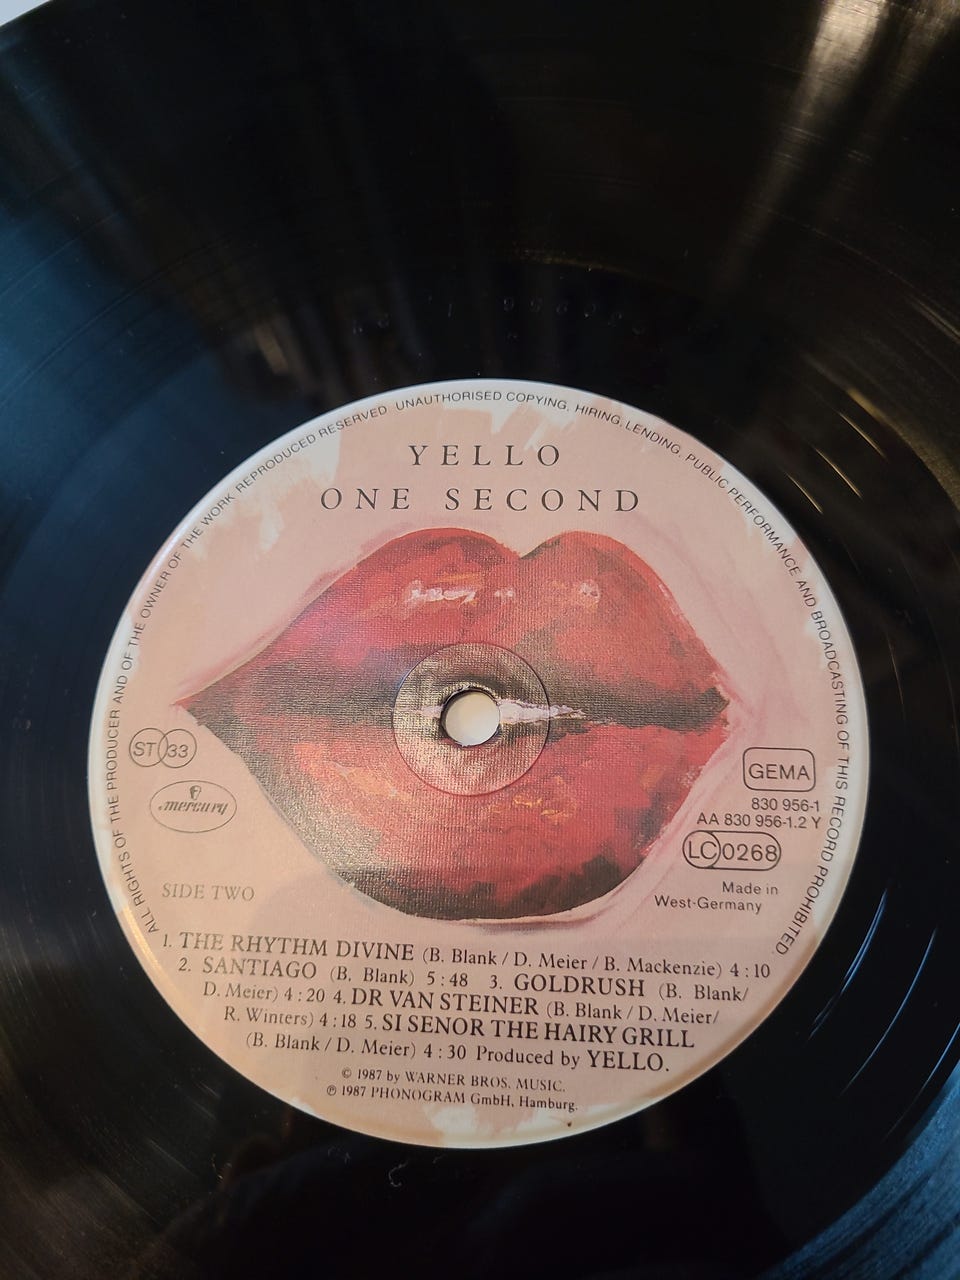 ALL RIGHTS OF THE PRODUCER AND OF THE OWNER OF THE WORK REPRODUCED RESERVED UNAUTHORISED COPYING, HIRING, LENDING, PUBLIC PERFORMANCE AND BROADCASTING OF THIS RECORD PROHIBITED.
YELLO
ONE SECOND
ST 33
mercury
GEMA
830 956-1
AA 830 956-1.2 Y
LC 0268
Made in
West-Germany
SIDE TWO
1. THE RHYTHM DIVINE (B. Blank / D. Meier / B. Mackenzie) 4 : 10
2. SANTIAGO (B. Blank) 5 : 48 3. GOLDRUSH (B. Blank/
D. Meier) 4 : 20 4. DR VAN STEINER (B. Blank / D. Meier/
R. Winters) 4 : 18 5. SI SENOR THE HAIRY GRILL
(B. Blank / D. Meier) 4 : 30 Produced by YELLO.
© 1987 by WARNER BROS. MUSIC.
℗ 1987 PHONOGRAM GmbH, Hamburg.